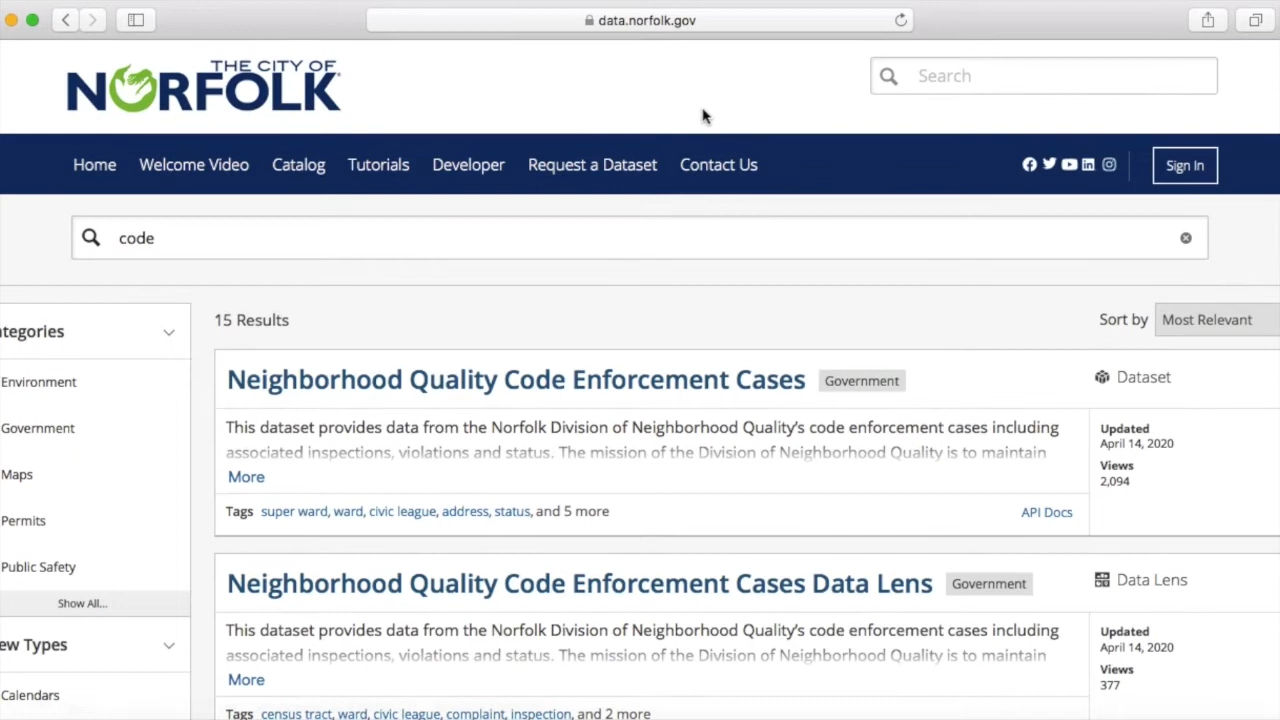 data.norfolk.gov
THE CITY OF
NORFOLK
Search
Home Welcome Video Catalog Tutorials Developer Request a Dataset Contact Us Sign In
code
ategories
Environment
Government
Maps
Permits
Public Safety
Show All...
ew Types
Calendars
15 Results
Sort by Most Relevant
Neighborhood Quality Code Enforcement Cases Government
Dataset
This dataset provides data from the Norfolk Division of Neighborhood Quality's code enforcement cases including
associated inspections, violations and status. The mission of the Division of Neighborhood Quality is to maintain
More
Updated
April 14, 2020
Views
2,094
Tags super ward, ward, civic league, address, status, and 5 more
API Docs
Neighborhood Quality Code Enforcement Cases Data Lens Government
Data Lens
This dataset provides data from the Norfolk Division of Neighborhood Quality's code enforcement cases including
associated inspections, violations and status. The mission of the Division of Neighborhood Quality is to maintain
More
Updated
April 14, 2020
Views
377
Tags census tract, ward, civic league, complaint, inspection, and 2 more